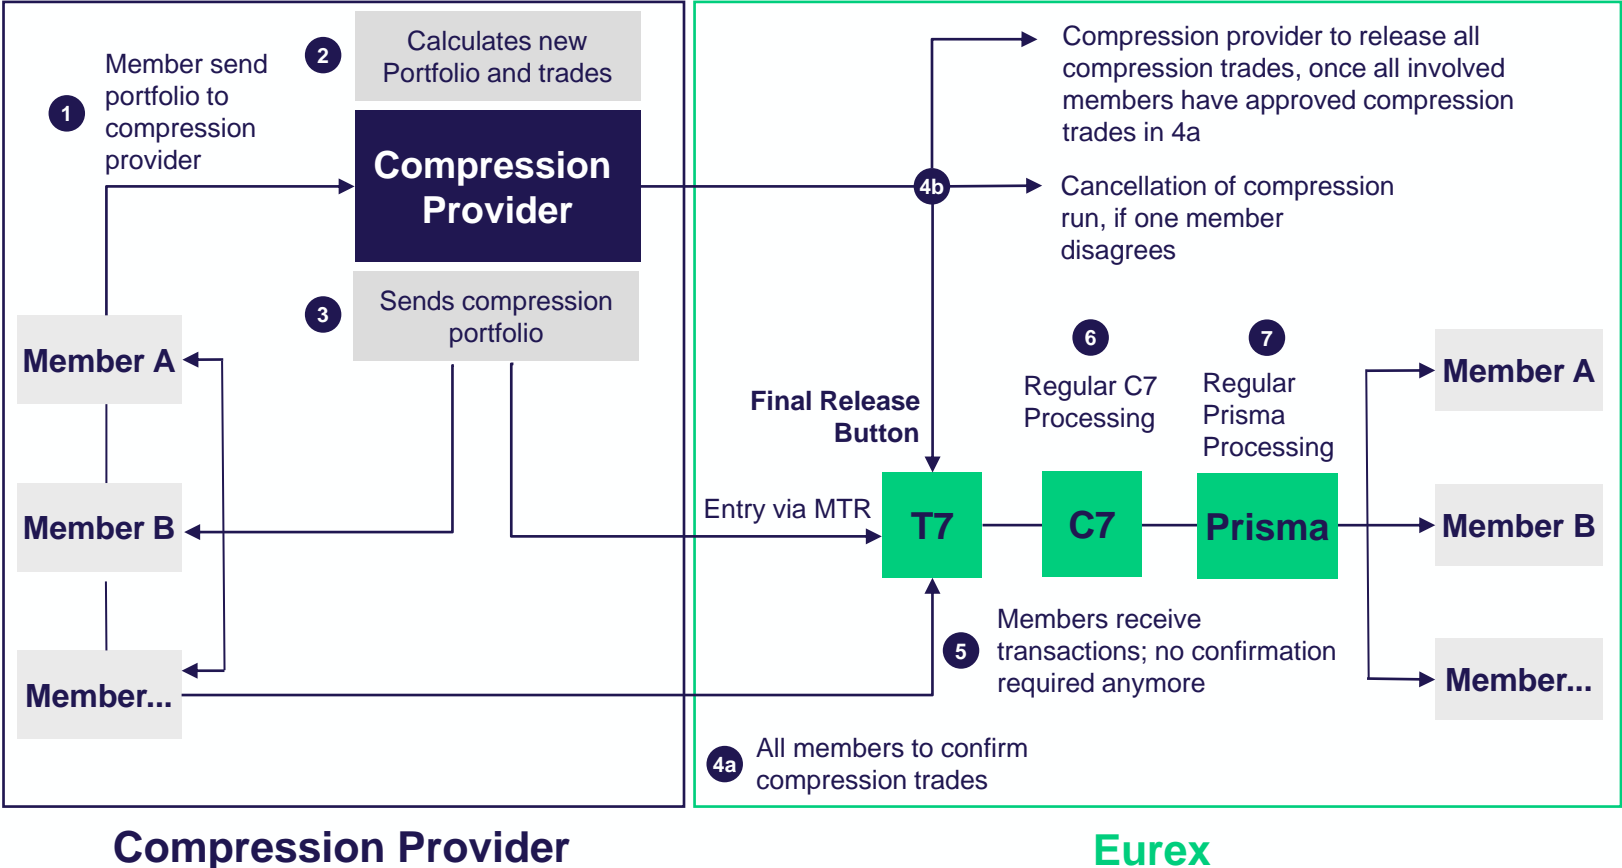 1
Member send
portfolio to
compression
provider
2
Calculates new
Portfolio and trades
Compression
Provider
3
Sends compression
portfolio
Member A
Member B
Member...
Compression Provider
4b
Compression provider to release all
compression trades, once all involved
members have approved compression
trades in 4a
Cancellation of compression
run, if one member
disagrees
Final Release
Button
Entry via MTR
T7
6
Regular C7
Processing
C7
7
Regular
Prisma
Processing
Prisma
Member A
Member B
Member...
5
Members receive
transactions; no confirmation
required anymore
4a
All members to confirm
compression trades
Eurex